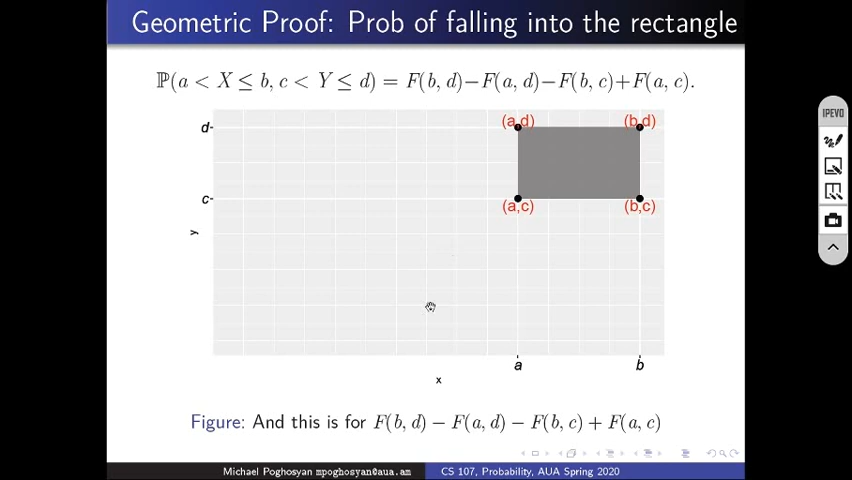 Geometric Proof: Prob of falling into the rectangle
ℙ(a < X ≤ b, c < Y ≤ d) = F(b, d)−F(a, d)−F(b, c)+F(a, c).
IPEVO
d
(a,d) (b,d)
c
(a,c) (b,c)
y
a b
x
Figure: And this is for F(b, d) − F(a, d) − F(b, c) + F(a, c)
Michael Poghosyan mpoghosyan@aua.am CS 107, Probability, AUA Spring 2020